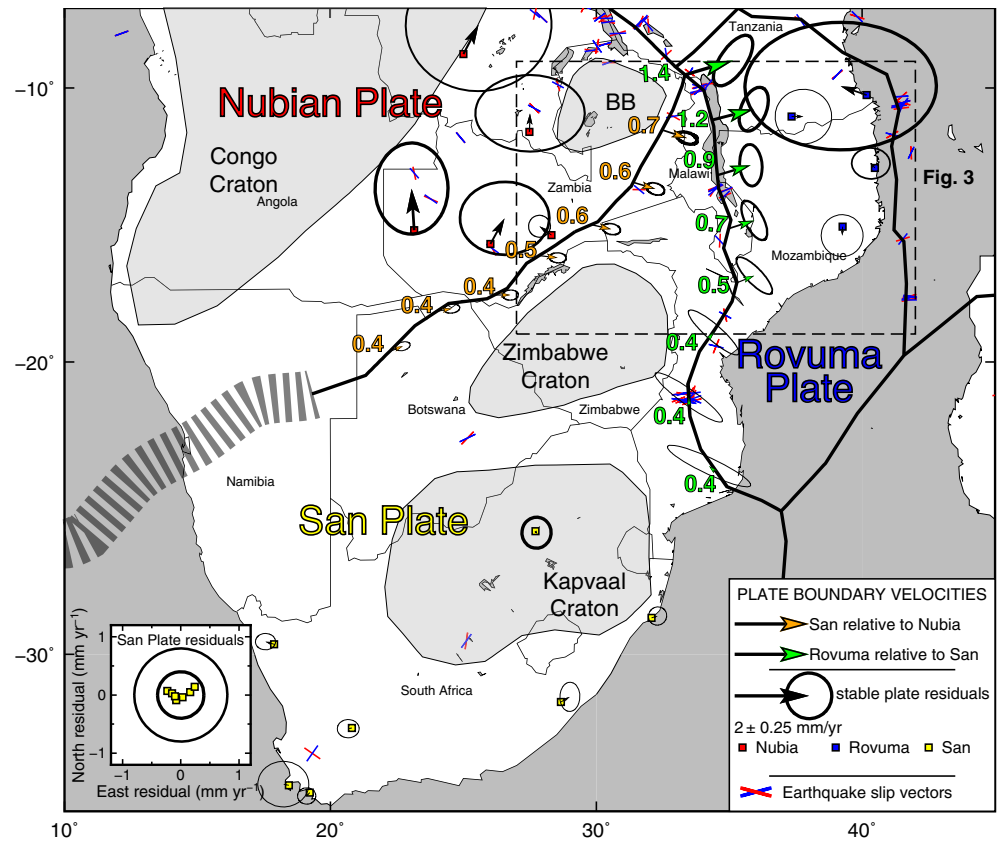 Tanzania
−10˚
1.4
BB
Nubian Plate
1.2
0.7
Congo
Craton
0.9
Malawi
0.6
Fig. 3
Zambia
Angola
0.6
0.7
0.5
Mozambique
0.4
0.5
0.4
0.4
0.4
Zimbabwe
Craton
Rovuma
Plate
−20˚
Botswana
Zimbabwe
0.4
Namibia
0.4
San Plate
Kapvaal
Craton
PLATE BOUNDARY VELOCITIES
San relative to Nubia
Rovuma relative to San
stable plate residuals
2 ± 0.25 mm/yr
Nubia
Rovuma
San
Earthquake slip vectors
−30˚
South Africa
San Plate residuals
North residual (mm yr⁻¹)
1
0
−1
−1
0
1
East residual (mm yr⁻¹)
10˚
20˚
30˚
40˚